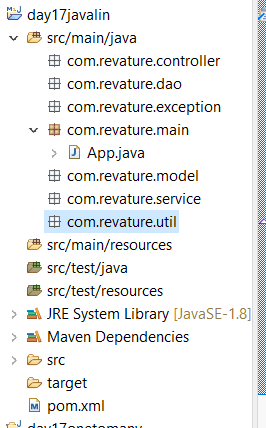 day17javalin
src/main/java
com.revature.controller
com.revature.dao
com.revature.exception
com.revature.main
App.java
com.revature.model
com.revature.service
com.revature.util
src/main/resources
src/test/java
src/test/resources
JRE System Library [JavaSE-1.8]
Maven Dependencies
src
target
pom.xml
day17onetomany